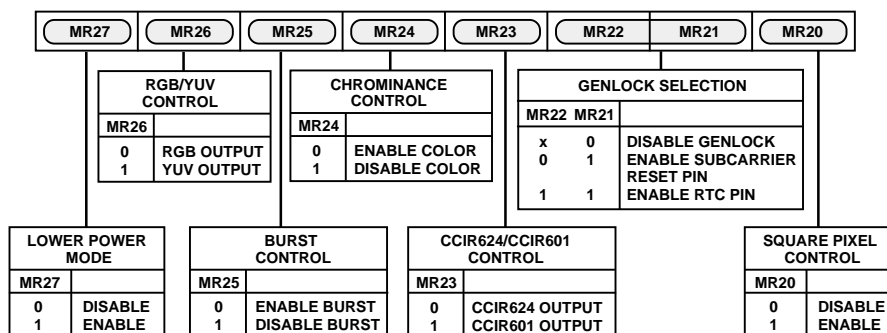 MR27 MR26 MR25 MR24 MR23 MR22 MR21 MR20
RGB/YUV
CONTROL
MR26
0 RGB OUTPUT
1 YUV OUTPUT
CHROMINANCE
CONTROL
MR24
0 ENABLE COLOR
1 DISABLE COLOR
GENLOCK SELECTION
MR22 MR21
x 0 DISABLE GENLOCK
0 1 ENABLE SUBCARRIER
RESET PIN
1 1 ENABLE RTC PIN
LOWER POWER
MODE
MR27
0 DISABLE
1 ENABLE
BURST
CONTROL
MR25
0 ENABLE BURST
1 DISABLE BURST
CCIR624/CCIR601
CONTROL
MR23
0 CCIR624 OUTPUT
1 CCIR601 OUTPUT
SQUARE PIXEL
CONTROL
MR20
0 DISABLE
1 ENABLE